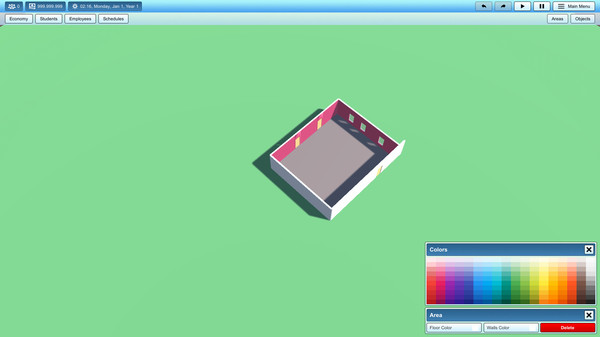 0 999.999.999 02:16, Monday, Jan 1, Year 1 Main Menu
Economy Students Employees Schedules Areas Objects
Colors
Area
Floor Color Walls Color Delete